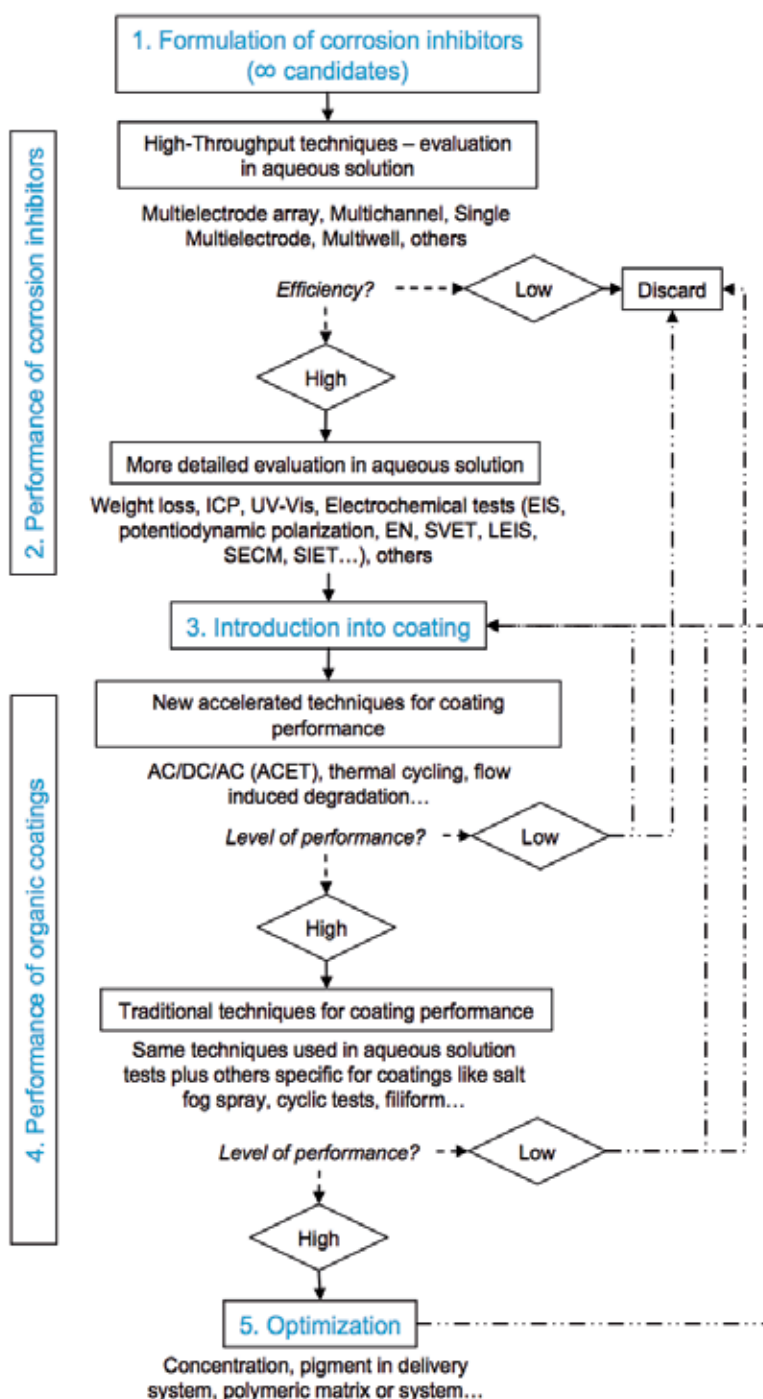 1. Formulation of corrosion inhibitors
(∞ candidates)
High-Throughput techniques – evaluation
in aqueous solution
Multielectrode array, Multichannel, Single
Multielectrode, Multiwell, others
Efficiency?
Low
Discard
High
2. Performance of corrosion inhibitors
More detailed evaluation in aqueous solution
Weight loss, ICP, UV-Vis, Electrochemical tests (EIS,
potentiodynamic polarization, EN, SVET, LEIS,
SECM, SIET...), others
3. Introduction into coating
New accelerated techniques for coating
performance
AC/DC/AC (ACET), thermal cycling, flow
induced degradation...
Level of performance?
Low
High
4. Performance of organic coatings
Traditional techniques for coating performance
Same techniques used in aqueous solution
tests plus others specific for coatings like salt
fog spray, cyclic tests, filiform...
Level of performance?
Low
High
5. Optimization
Concentration, pigment in delivery
system, polymeric matrix or system...